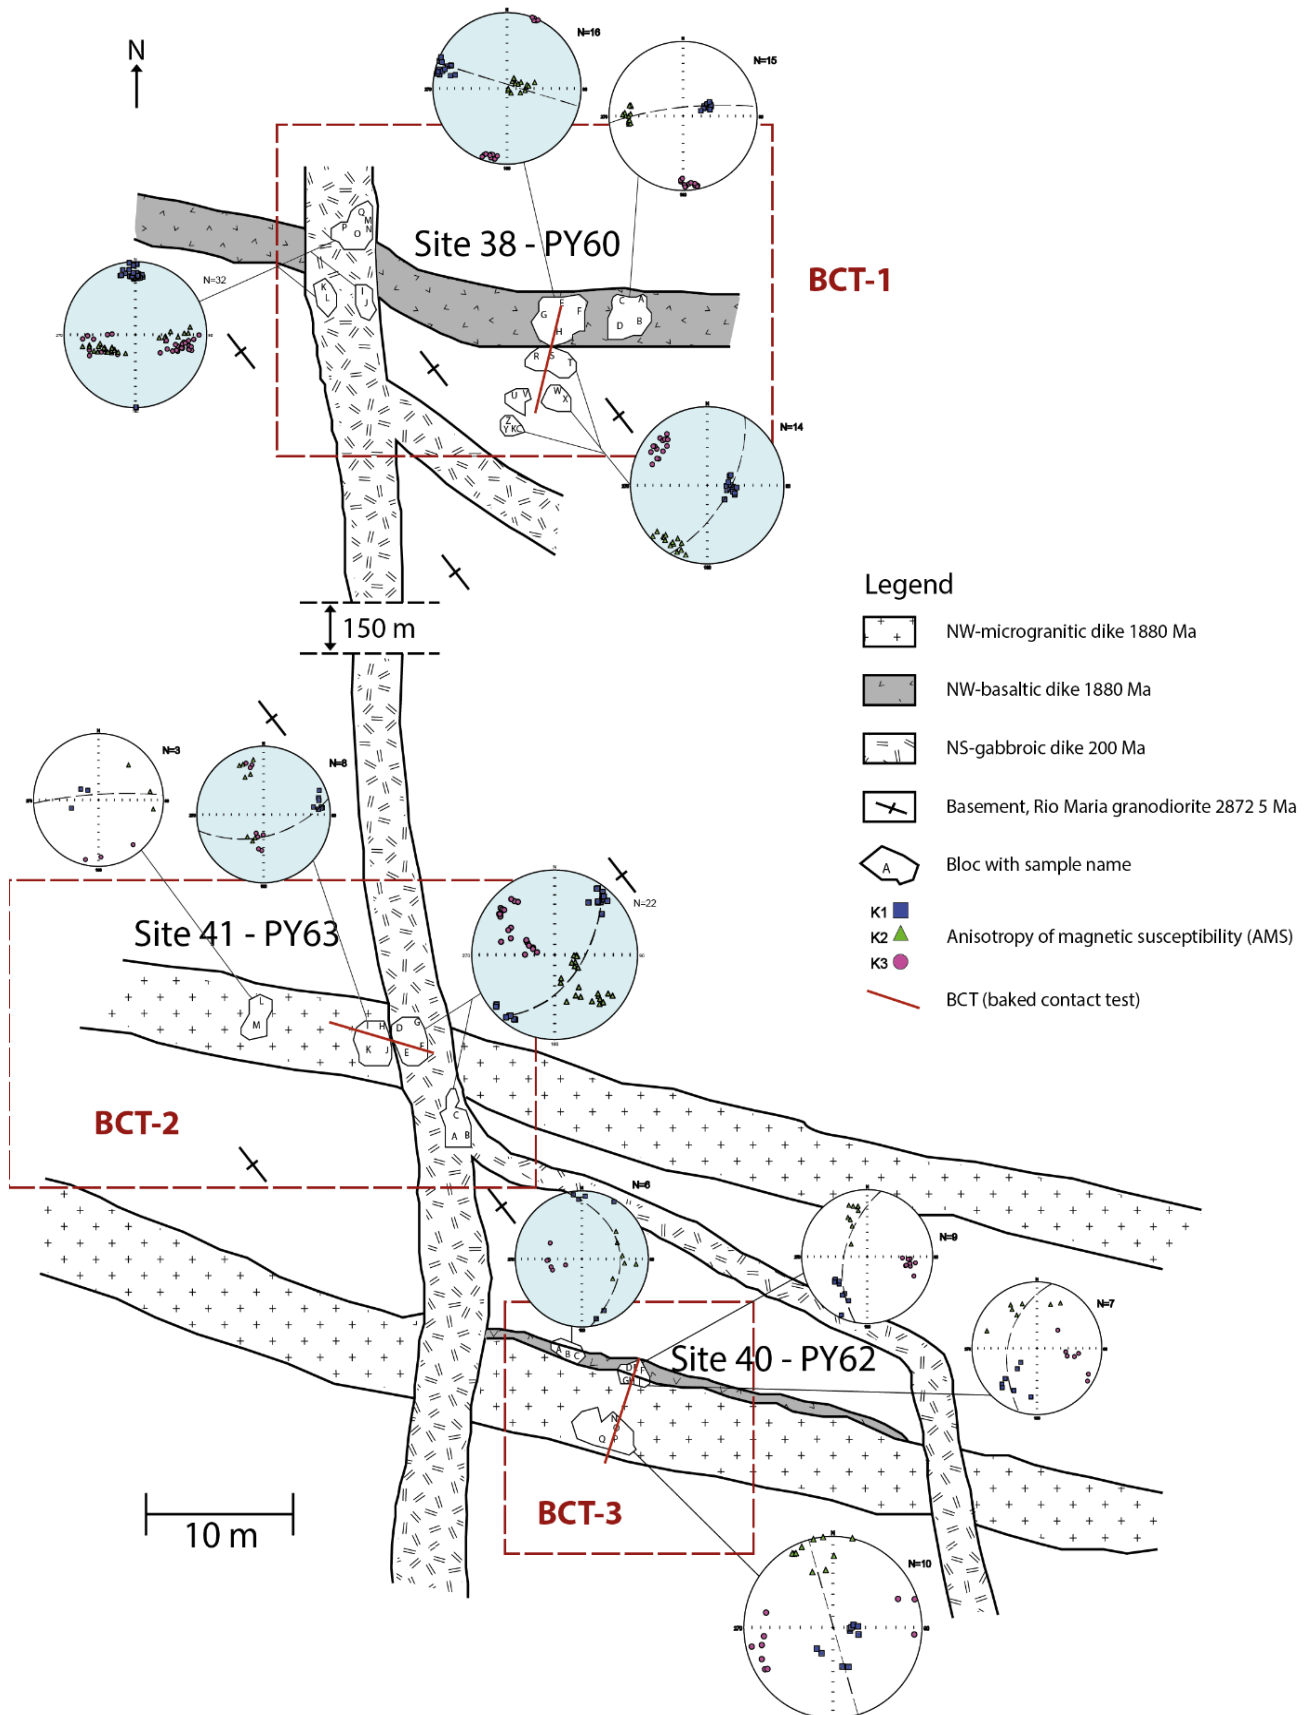 N
N=16
N=15
Site 38 - PY60
BCT-1
Q
M
P
O
N
K
L
I
J
N=32
E
G
F
H
C
A
D
B
R
S
T
U
V
W
X
Z
Y
KC
N=14
150 m
Legend
NW-microgranitic dike 1880 Ma
NW-basaltic dike 1880 Ma
NS-gabbroic dike 200 Ma
Basement, Rio Maria granodiorite 2872 5 Ma
A
Bloc with sample name
K1
K2
K3
Anisotropy of magnetic susceptibility (AMS)
BCT (baked contact test)
N=3
N=8
N=22
Site 41 - PY63
L
M
I
H
K
J
D
G
E
F
BCT-2
C
A
B
N=6
N=9
N=7
Site 40 - PY62
A
B
C
D
F
G
N
O
Q
P
BCT-3
10 m
N=10